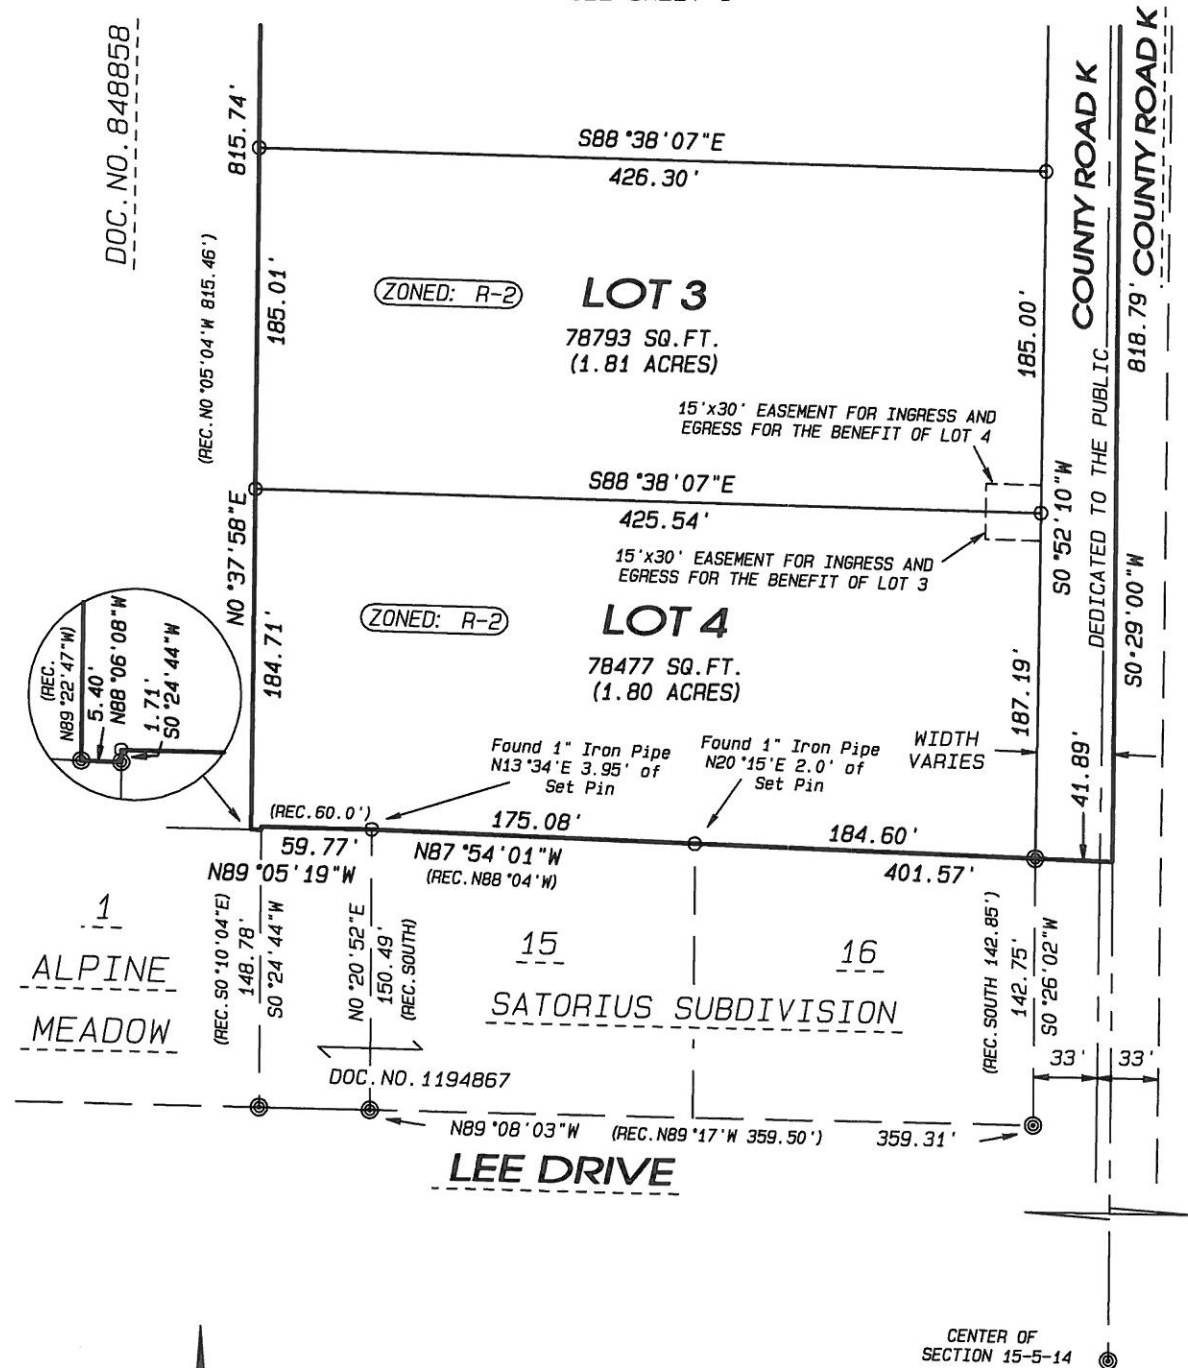 DOC. NO. 848858
815.74'
S88°38'07"E
426.30'
COUNTY ROAD K
COUNTY ROAD K
(REC. N0°05'04"W 815.46')
185.01'
ZONED: R-2
LOT 3
78793 SQ.FT.
(1.81 ACRES)
185.00'
818.79'
15'x30' EASEMENT FOR INGRESS AND
EGRESS FOR THE BENEFIT OF LOT 4
S88°38'07"E
425.54'
15'x30' EASEMENT FOR INGRESS AND
EGRESS FOR THE BENEFIT OF LOT 3
N0°37'58"E
S0°52'10"W
DEDICATED TO THE PUBLIC
S0°29'00"W
ZONED: R-2
LOT 4
78477 SQ.FT.
(1.80 ACRES)
184.71'
187.19'
(REC.
N89°22'47"W)
5.40'
N88°06'08"W
1.71'
S0°24'44"W
Found 1" Iron Pipe
N13°34'E 3.95' of
Set Pin
Found 1" Iron Pipe
N20°15'E 2.0' of
Set Pin
WIDTH
VARIES
41.89'
(REC.60.0')
59.77'
N89°05'19"W
175.08'
N87°54'01"W
(REC.N88°04'W)
184.60'
401.57'
1
ALPINE
MEADOW
(REC. S0°10'04"E)
148.78'
S0°24'44"W
N0°20'52"E
150.49'
(REC.SOUTH)
15
16
SATORIUS SUBDIVISION
(REC. SOUTH 142.85')
142.75'
S0°26'02"W
33'
33'
DOC. NO. 1194867
N89°08'03"W
(REC.N89°17'W 359.50')
359.31'
LEE DRIVE
CENTER OF
SECTION 15-5-14